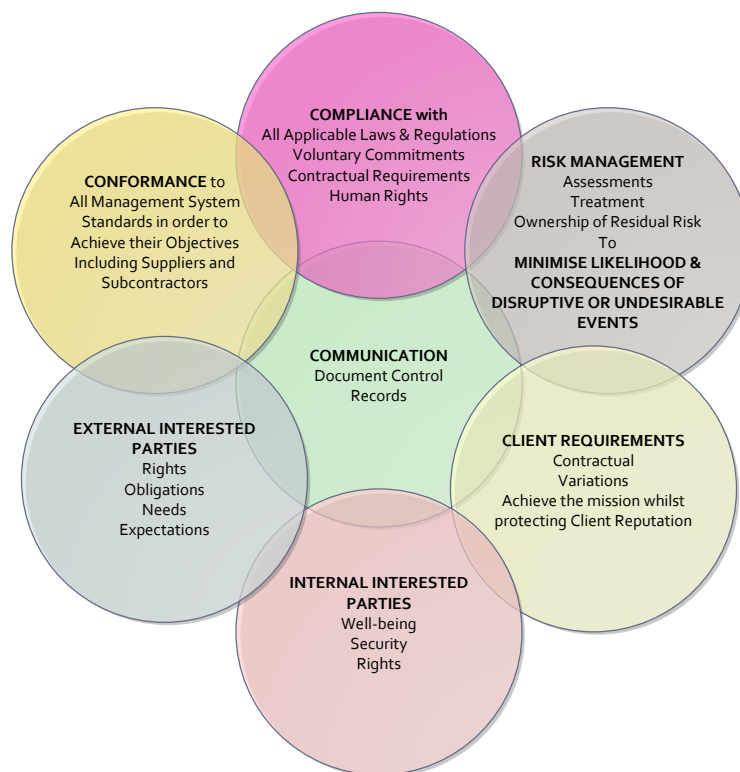 COMPLIANCE with
All Applicable Laws & Regulations
Voluntary Commitments
Contractual Requirements
Human Rights
CONFORMANCE to
All Management System
Standards in order to
Achieve their Objectives
Including Suppliers and
Subcontractors
RISK MANAGEMENT
Assessments
Treatment
Ownership of Residual Risk
To
MINIMISE LIKELIHOOD &
CONSEQUENCES OF
DISRUPTIVE OR UNDESIRABLE
EVENTS
COMMUNICATION
Document Control
Records
EXTERNAL INTERESTED
PARTIES
Rights
Obligations
Needs
Expectations
CLIENT REQUIREMENTS
Contractual
Variations
Achieve the mission whilst
protecting Client Reputation
INTERNAL INTERESTED
PARTIES
Well-being
Security
Rights